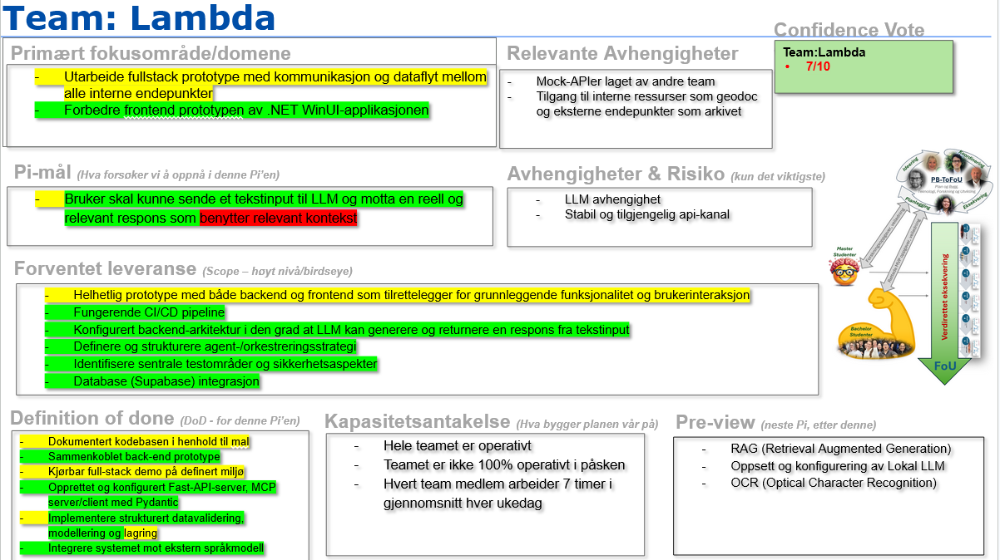 Team: Lambda
Confidence Vote
Team:Lambda
• 7/10
Primært fokusområde/domene
- Utarbeide fullstack prototype med kommunikasjon og dataflyt mellom
alle interne endepunkter
- Forbedre frontend prototypen av .NET WinUI-applikasjonen
Relevante Avhengigheter
- Mock-APIer laget av andre team
- Tilgang til interne ressurser som geodoc
og eksterne endepunkter som arkivet
Pi-mål (Hva forsøker vi å oppnå i denne Pi'en)
- Bruker skal kunne sende et tekstinput til LLM og motta en reell og
relevant respons som benytter relevant kontekst
Avhengigheter & Risiko (kun det viktigste)
- LLM avhengighet
- Stabil og tilgjengelig api-kanal
Ideering
Koordinering
PB-ToFoU
Plan og Bygg,
Teknologi, Forskning og Utvikling
Planlegging
Eksekvering
Master
Studenter
Bachelor
Studenter
Verdirettet eksekvering
FoU
Forventet leveranse (Scope – høyt nivå/birdseye)
- Helhetlig prototype med både backend og frontend som tilrettelegger for grunnleggende funksjonalitet og brukerinteraksjon
- Fungerende CI/CD pipeline
- Konfigurert backend-arkitektur i den grad at LLM kan generere og returnere en respons fra tekstinput
- Definere og strukturere agent-/orkestreringsstrategi
- Identifisere sentrale testområder og sikkerhetsaspekter
- Database (Supabase) integrasjon
Definition of done (DoD - for denne Pi'en)
- Dokumentert kodebasen i henhold til mal
- Sammenkoblet back-end prototype
- Kjørbar full-stack demo på definert miljø
- Opprettet og konfigurert Fast-API-server, MCP
server/client med Pydantic
- Implementere strukturert datavalidering,
modellering og lagring
- Integrere systemet mot ekstern språkmodell
Kapasitetsantakelse (Hva bygger planen vår på)
- Hele teamet er operativt
- Teamet er ikke 100% operativt i påsken
- Hvert team medlem arbeider 7 timer i
gjennomsnitt hver ukedag
Pre-view (neste Pi, etter denne)
- RAG (Retrieval Augmented Generation)
- Oppsett og konfigurering av Lokal LLM
- OCR (Optical Character Recognition)